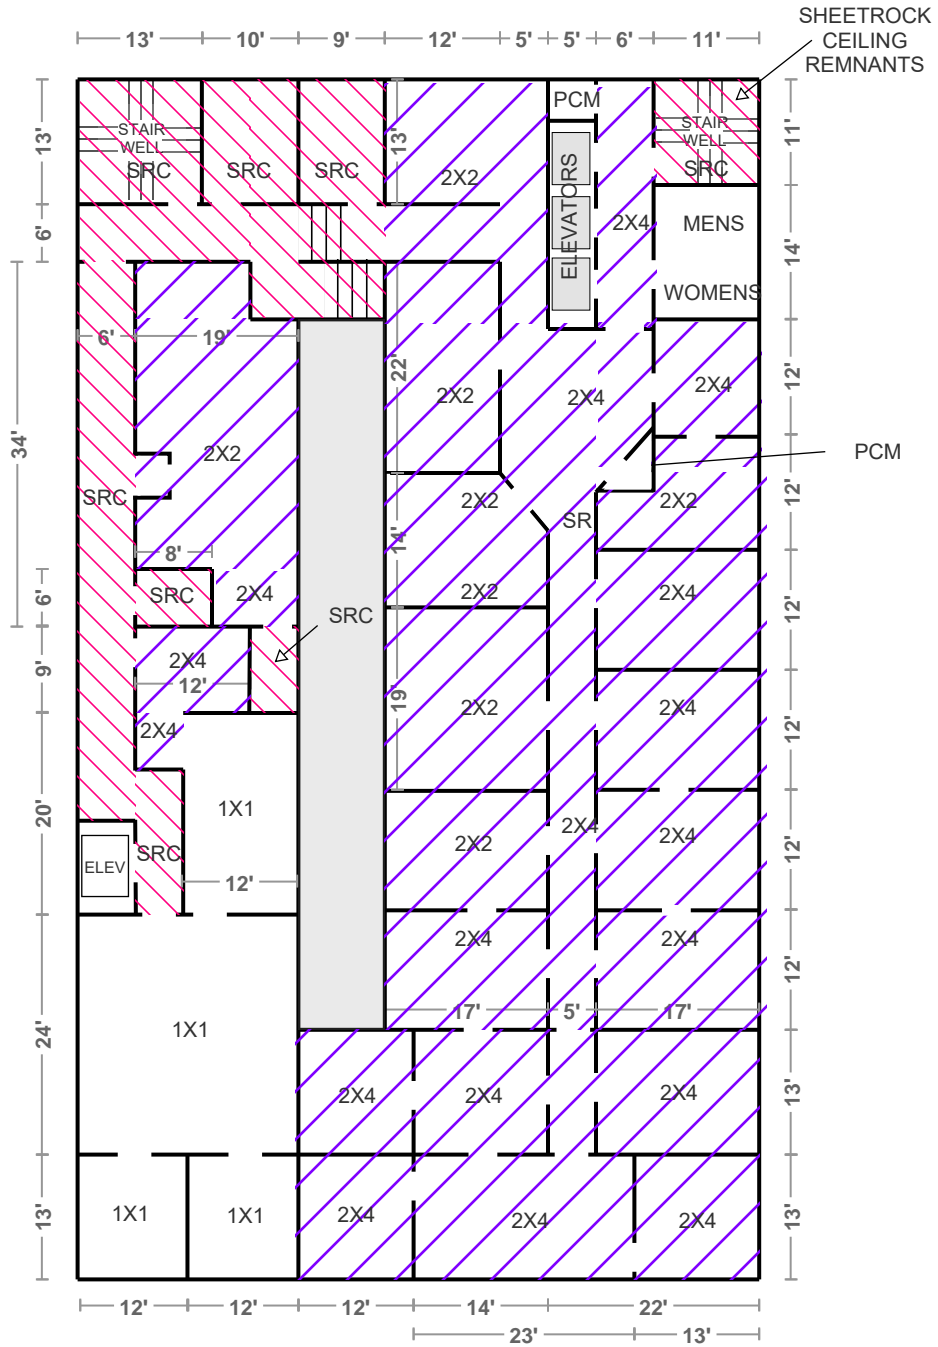 SHEETROCK
CEILING
REMNANTS
13'
10'
9'
12'
5'
5'
6'
11'
13'
STAIR
WELL
SRC
SRC
SRC
13'
2X2
PCM
ELEVATORS
2X4
STAIR
WELL
SRC
11'
6'
MENS
WOMENS
14'
6'
19'
22'
2X2
2X4
2X4
12'
34'
2X2
SRC
PCM
2X2
SR
2X2
12'
14'
8'
6'
SRC
2X4
2X2
2X4
12'
SRC
9'
2X4
12'
19
2X2
2X4
12'
2X4
20'
1X1
2X4
ELEV
SRC
12'
2X2
2X4
12'
2X4
2X4
12'
17'
5'
17'
24'
1X1
2X4
2X4
2X4
13'
13'
1X1
1X1
2X4
2X4
2X4
13'
12'
12'
12'
14'
22'
23'
13'